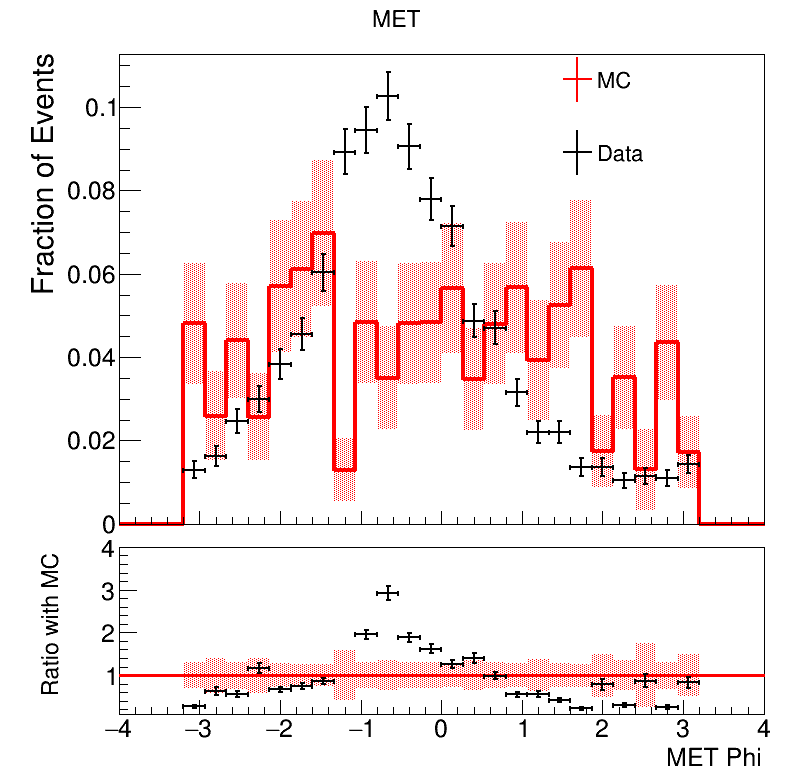 MET
Fraction of Events
0.1
0.08
0.06
0.04
0.02
0
MC
Data
Ratio with MC
4
3
2
1
−4 −3 −2 −1 0 1 2 3 4
MET Phi